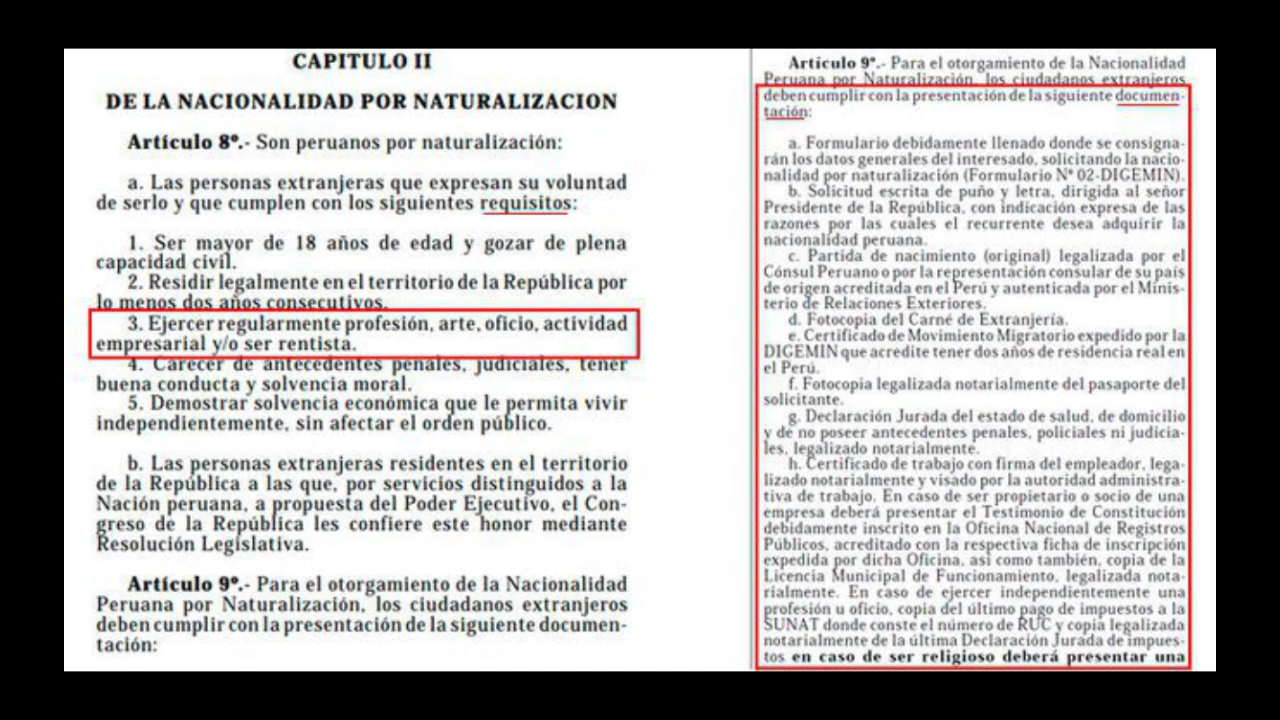 CAPITULO II
DE LA NACIONALIDAD POR NATURALIZACION
Artículo 8º.- Son peruanos por naturalización:
a. Las personas extranjeras que expresan su voluntad
de serlo y que cumplen con los siguientes requisitos:
1. Ser mayor de 18 años de edad y gozar de plena
capacidad civil.
2. Residir legalmente en el territorio de la República por
lo menos dos años consecutivos.
3. Ejercer regularmente profesión, arte, oficio, actividad
empresarial y/o ser rentista.
4. Carecer de antecedentes penales, judiciales, tener
buena conducta y solvencia moral.
5. Demostrar solvencia económica que le permita vivir
independientemente, sin afectar el orden público.
b. Las personas extranjeras residentes en el territorio
de la República a las que, por servicios distinguidos a la
Nación peruana, a propuesta del Poder Ejecutivo, el Con-
greso de la República les confiere este honor mediante
Resolución Legislativa.
Artículo 9º.- Para el otorgamiento de la Nacionalidad
Peruana por Naturalización, los ciudadanos extranjeros
deben cumplir con la presentación de la siguiente documen-
tación:
Artículo 9º.- Para el otorgamiento de la Nacionalidad
Peruana por Naturalización, los ciudadanos extranjeros
deben cumplir con la presentación de la siguiente documen-
tación:
a. Formulario debidamente llenado donde se consigna-
rán los datos generales del interesado, solicitando la nacio-
nalidad por naturalización (Formulario Nº 02-DIGEMIN).
b. Solicitud escrita de puño y letra, dirigida al señor
Presidente de la República, con indicación expresa de las
razones por las cuales el recurrente desea adquirir la
nacionalidad peruana.
c. Partida de nacimiento (original) legalizada por el
Cónsul Peruano o por la representación consular de su país
de origen acreditada en el Perú y autenticada por el Minis-
terio de Relaciones Exteriores.
d. Fotocopia del Carné de Extranjería.
e. Certificado de Movimiento Migratorio expedido por la
DIGEMIN que acredite tener dos años de residencia real en
el Perú.
f. Fotocopia legalizada notarialmente del pasaporte del
solicitante.
g. Declaración Jurada del estado de salud, de domicilio
y de no poseer antecedentes penales, policiales ni judicia-
les, legalizado notarialmente.
h. Certificado de trabajo con firma del empleador, lega-
lizado notarialmente y visado por la autoridad administra-
tiva de trabajo. En caso de ser propietario o socio de una
empresa deberá presentar el Testimonio de Constitución
debidamente inscrito en la Oficina Nacional de Registros
Públicos, acreditado con la respectiva ficha de inscripción
expedida por dicha Oficina, así como también, copia de la
Licencia Municipal de Funcionamiento, legalizada nota-
rialmente. En caso de ejercer independientemente una
profesión u oficio, copia del último pago de impuestos a la
SUNAT donde conste el número de RUC y copia legalizada
notarialmente de la última Declaración Jurada de impues-
tos en caso de ser religioso deberá presentar una